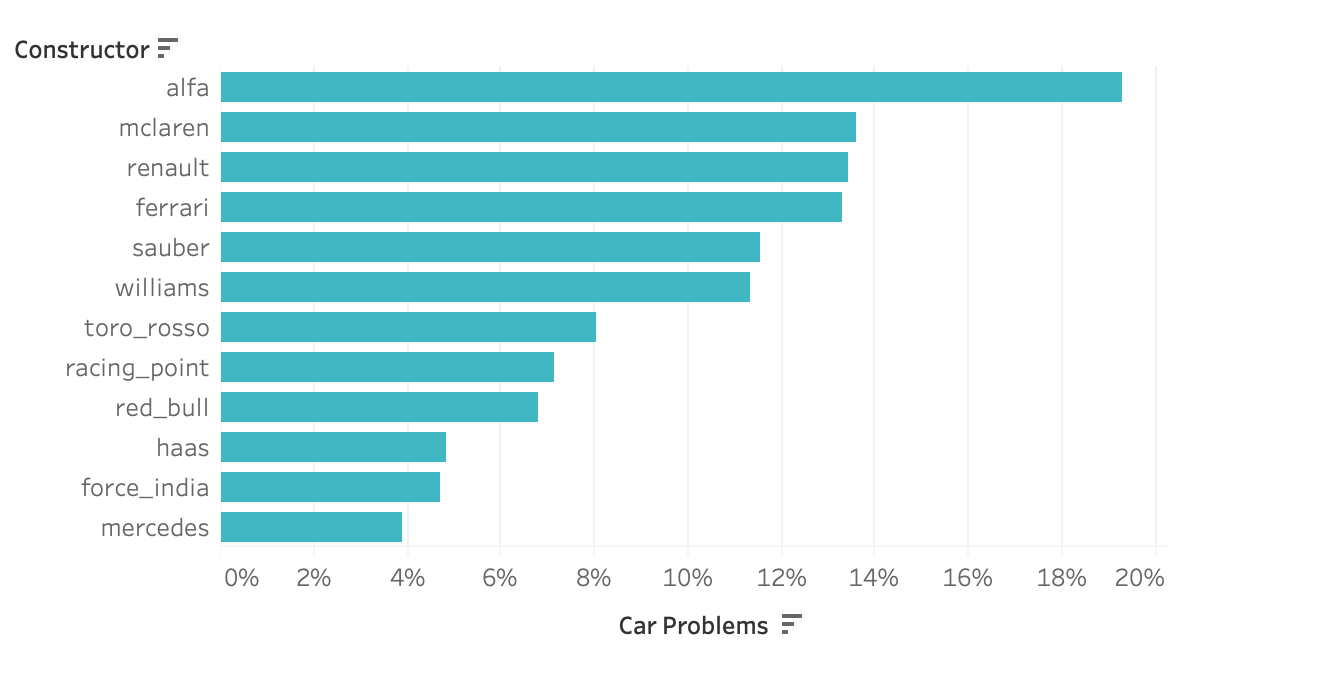 Constructor
alfa
mclaren
renault
ferrari
sauber
williams
toro_rosso
racing_point
red_bull
haas
force_india
mercedes
0% 2% 4% 6% 8% 10% 12% 14% 16% 18% 20%
Car Problems